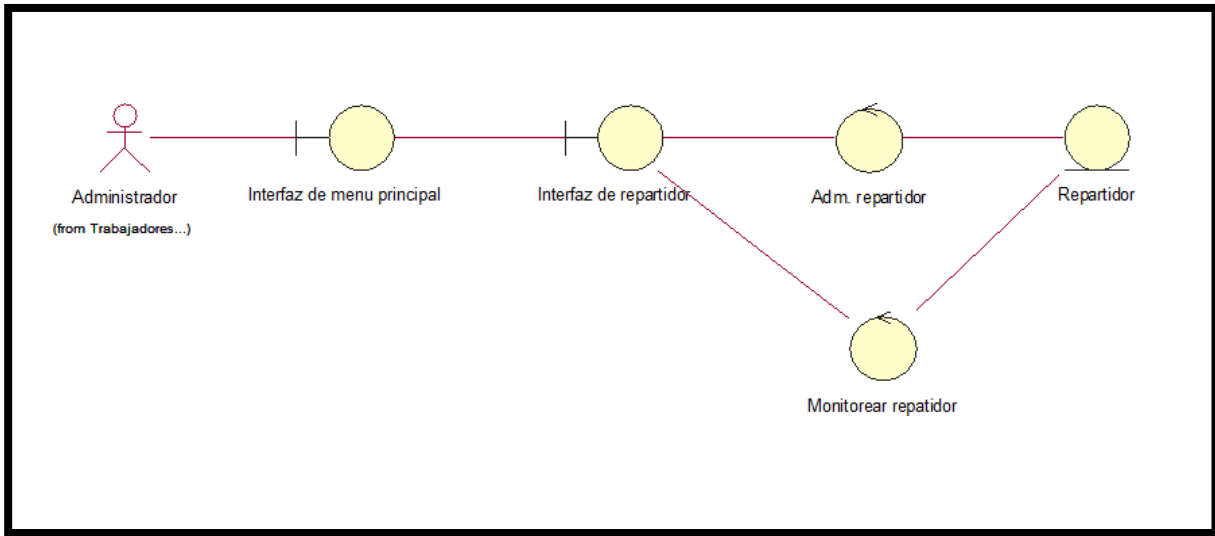 Administrador
(from Trabajadores...)
Interfaz de menu principal
Interfaz de repartidor
Adm. repartidor
Repartidor
Monitorear repatidor